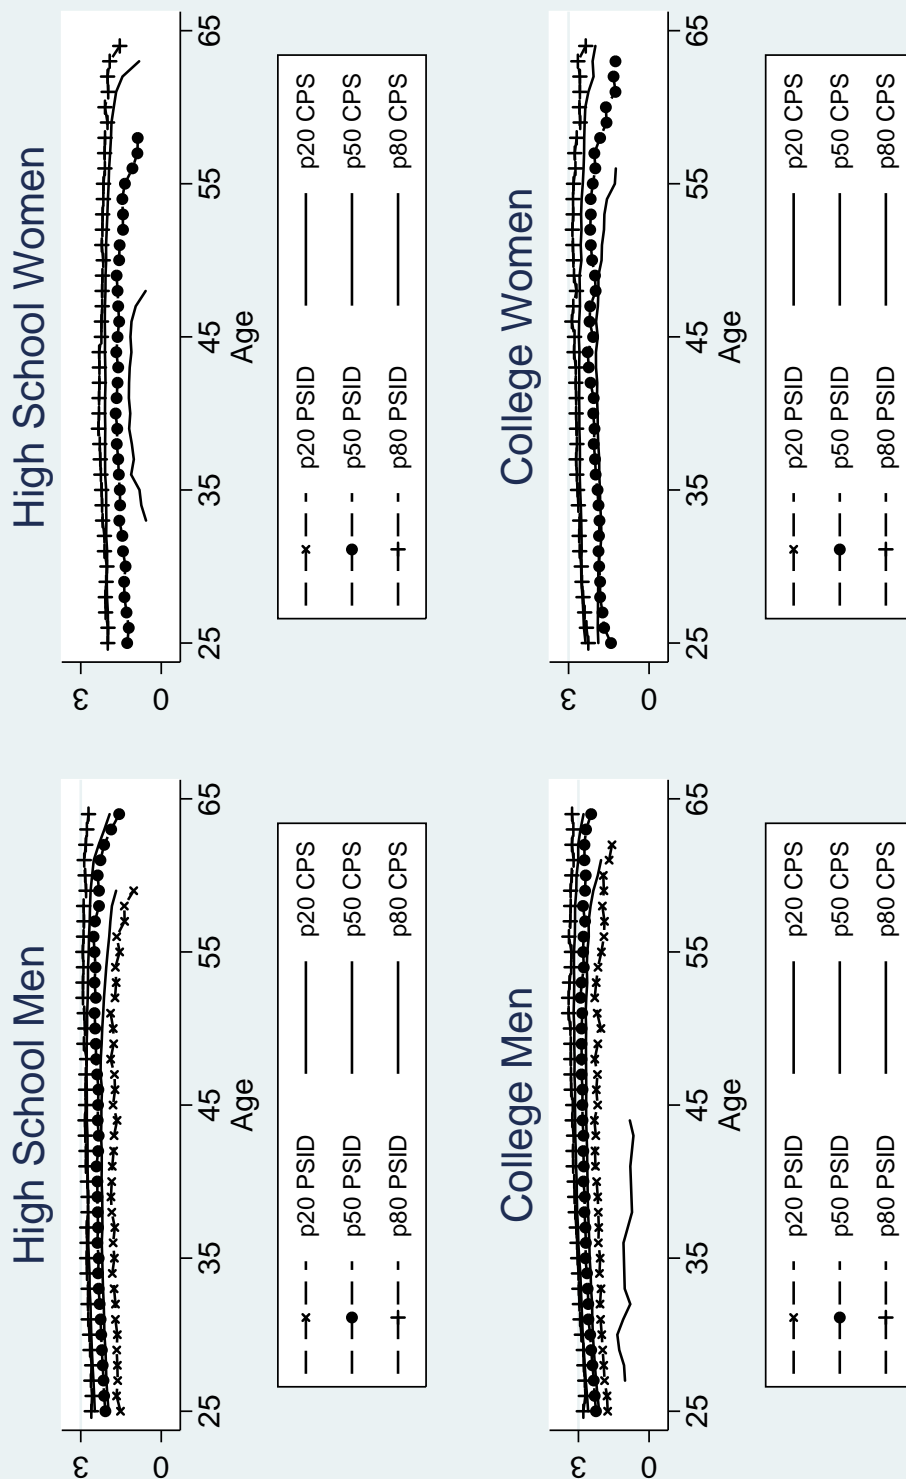 High School Men
3
0
25 35 45 55 65
Age
p20 PSID p20 CPS
p50 PSID p50 CPS
p80 PSID p80 CPS
High School Women
3
0
25 35 45 55 65
Age
p20 PSID p20 CPS
p50 PSID p50 CPS
p80 PSID p80 CPS
College Men
3
0
25 35 45 55 65
Age
p20 PSID p20 CPS
p50 PSID p50 CPS
p80 PSID p80 CPS
College Women
3
0
25 35 45 55 65
Age
p20 PSID p20 CPS
p50 PSID p50 CPS
p80 PSID p80 CPS